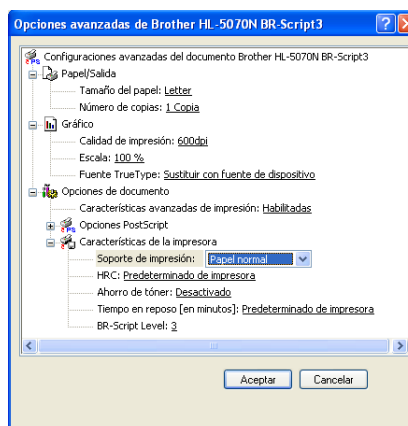 Opciones avanzadas de Brother HL-5070N BR-Script3
Configuraciones avanzadas del documento Brother HL-5070N BR-Script3
Papel/Salida
Tamaño del papel: Letter
Número de copias: 1 Copia
Gráfico
Calidad de impresión: 600dpi
Escala: 100 %
Fuente TrueType: Sustituir con fuente de dispositivo
Opciones de documento
Características avanzadas de impresión: Habilitadas
Opciones PostScript
Características de la impresora
Soporte de impresión: Papel normal
HRC: Predeterminado de impresora
Ahorro de tóner: Desactivado
Tiempo en reposo [en minutos]: Predeterminado de impresora
BR-Script Level: 3
Aceptar Cancelar